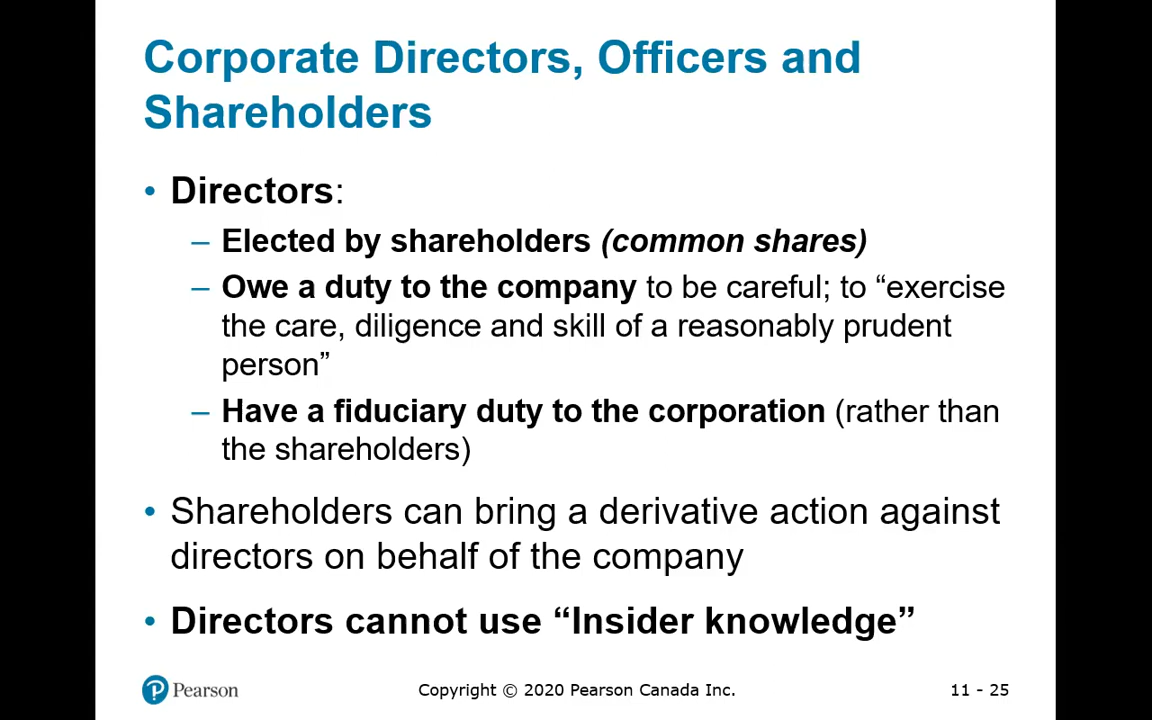 Corporate Directors, Officers and
Shareholders
• Directors:
– Elected by shareholders (common shares)
– Owe a duty to the company to be careful; to “exercise
the care, diligence and skill of a reasonably prudent
person”
– Have a fiduciary duty to the corporation (rather than
the shareholders)
• Shareholders can bring a derivative action against
directors on behalf of the company
• Directors cannot use “Insider knowledge”
P Pearson
Copyright © 2020 Pearson Canada Inc.
11 - 25